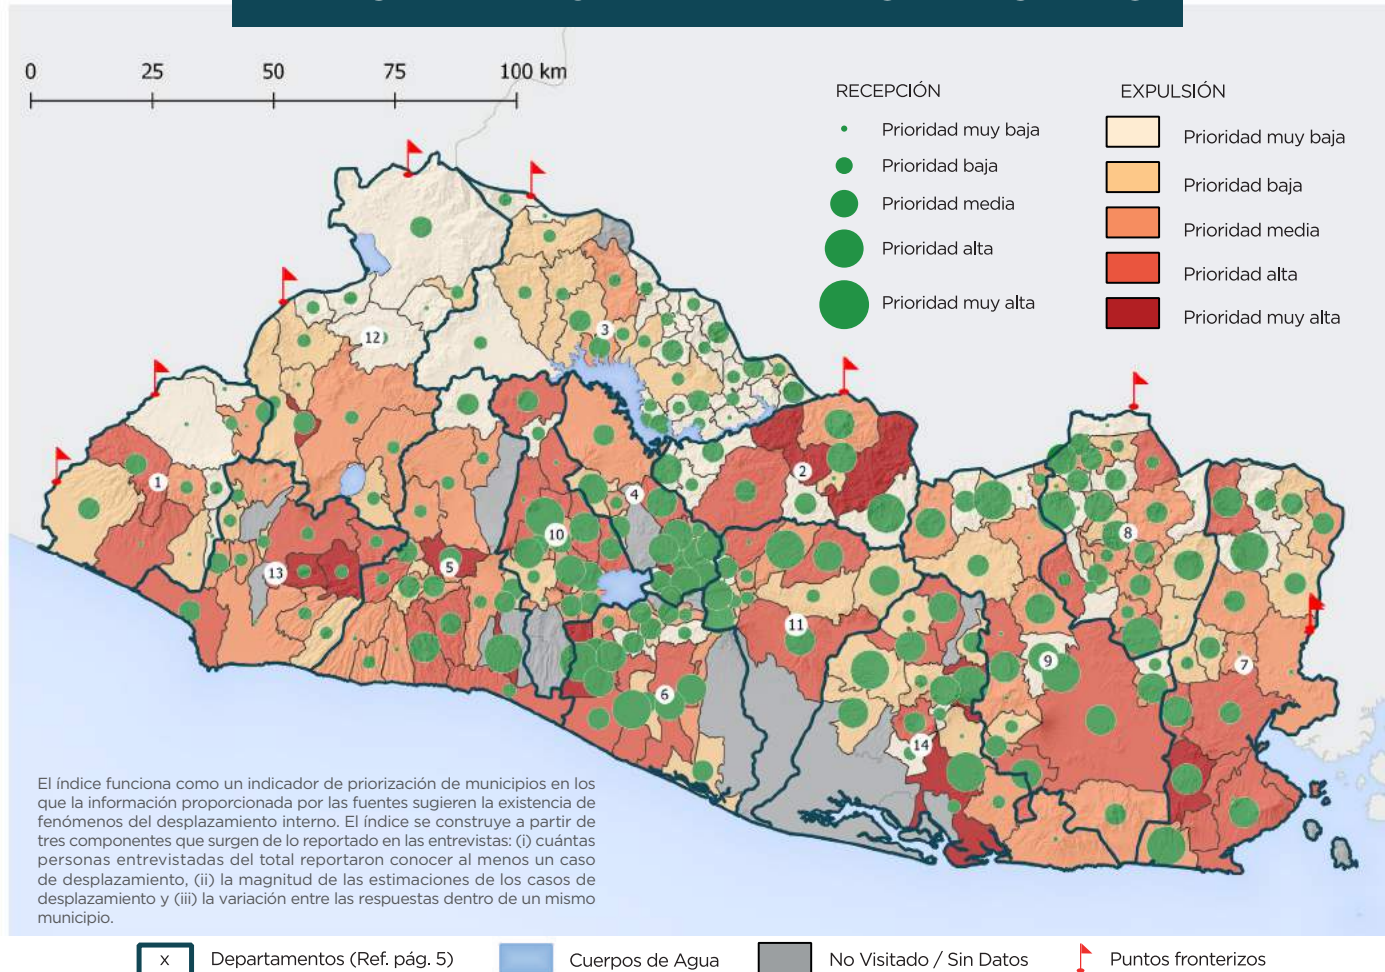 0 25 50 75 100 km
RECEPCIÓN
Prioridad muy baja
Prioridad baja
Prioridad media
Prioridad alta
Prioridad muy alta
EXPULSIÓN
Prioridad muy baja
Prioridad baja
Prioridad media
Prioridad alta
Prioridad muy alta
12
3
1
2
4
10
8
13
5
11
9
7
6
14
El índice funciona como un indicador de priorización de municipios en los
que la información proporcionada por las fuentes sugieren la existencia de
fenómenos del desplazamiento interno. El índice se construye a partir de
tres componentes que surgen de lo reportado en las entrevistas: (i) cuántas
personas entrevistadas del total reportaron conocer al menos un caso
de desplazamiento, (ii) la magnitud de las estimaciones de los casos de
desplazamiento y (iii) la variación entre las respuestas dentro de un mismo
municipio.
x Departamentos (Ref. pág. 5) Cuerpos de Agua No Visitado / Sin Datos Puntos fronterizos